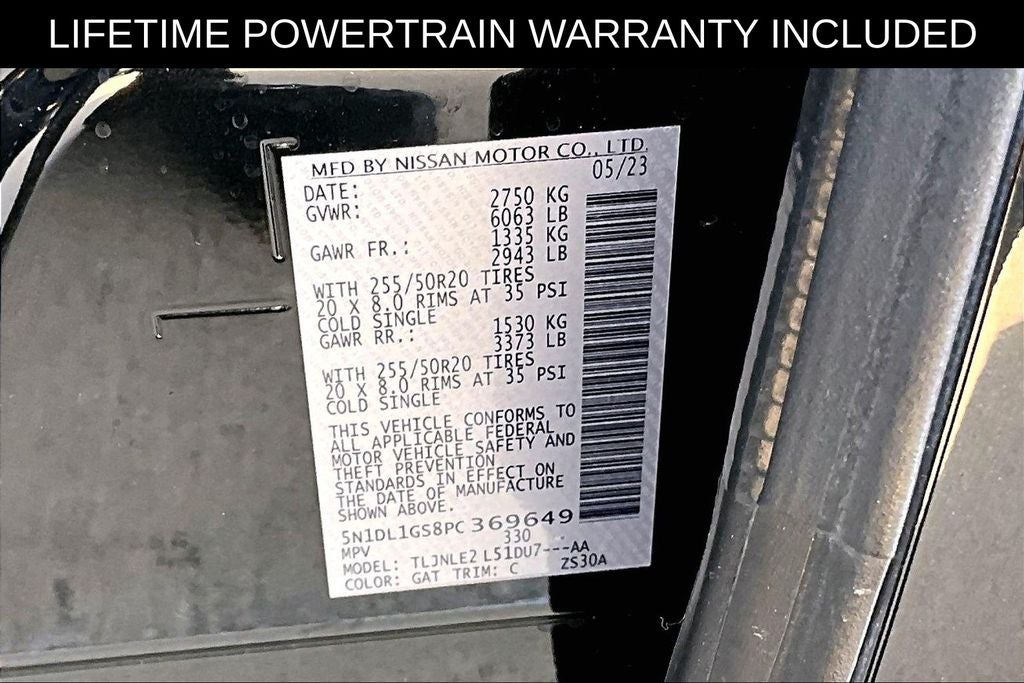 LIFETIME POWERTRAIN WARRANTY INCLUDED
MFD BY NISSAN MOTOR CO., LTD.
DATE: 05/23
GVWR: 2750 KG
6063 LB
GAWR FR.: 1335 KG
2943 LB
WITH 255/50R20 TIRES
20 X 8.0 RIMS AT 35 PSI
COLD SINGLE
GAWR RR.: 1530 KG
3373 LB
WITH 255/50R20 TIRES
20 X 8.0 RIMS AT 35 PSI
COLD SINGLE
THIS VEHICLE CONFORMS TO
ALL APPLICABLE FEDERAL
MOTOR VEHICLE SAFETY AND
THEFT PREVENTION
STANDARDS IN EFFECT ON
THE DATE OF MANUFACTURE
SHOWN ABOVE.
5N1DL1GS8PC369649
MPV 330
MODEL: TLJNLE2 L51DU7---AA
COLOR: GAT TRIM: C ZS30A